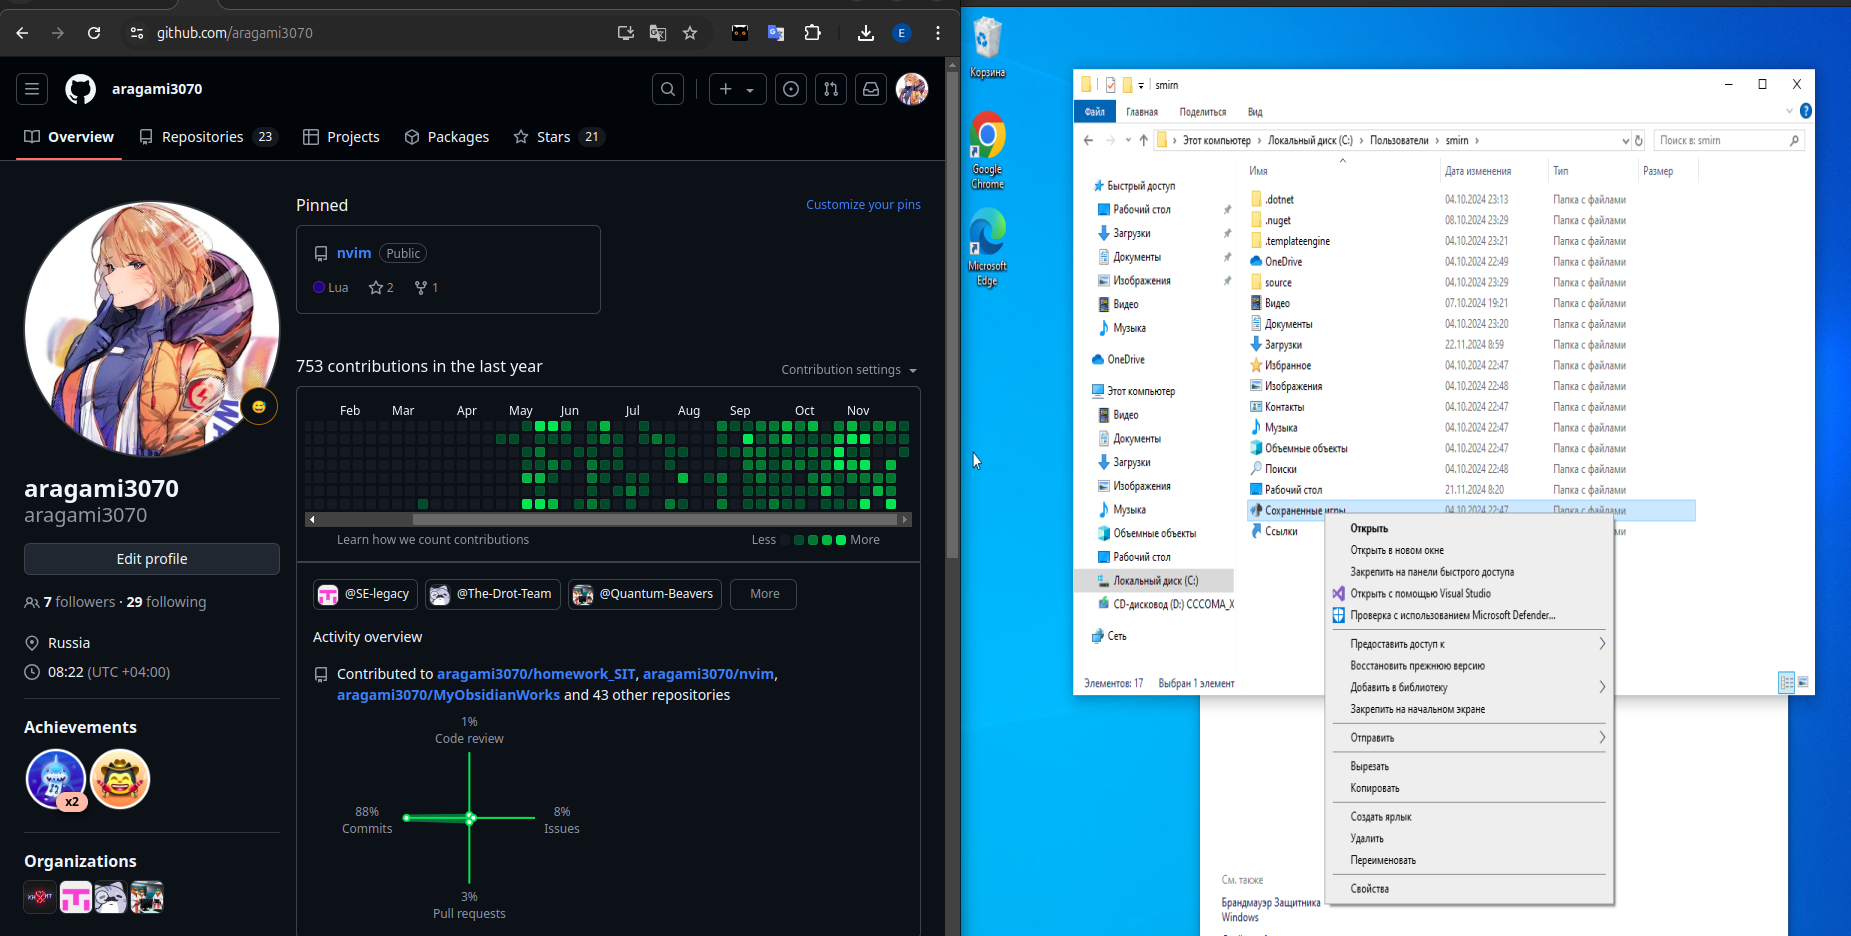 github.com/aragami3070
E
aragami3070
Overview
Repositories 23
Projects
Packages
Stars 21
Pinned
Customize your pins
nvim Public
Lua 2 1
753 contributions in the last year
Contribution settings
Feb Mar Apr May Jun Jul Aug Sep Oct Nov
Learn how we count contributions
Less More
aragami3070
aragami3070
Edit profile
7 followers · 29 following
Russia
08:22 (UTC +04:00)
Achievements
x2
Organizations
@SE-legacy
@The-Drot-Team
@Quantum-Beavers
More
Activity overview
Contributed to aragami3070/homework_SIT, aragami3070/nvim,
aragami3070/MyObsidianWorks and 43 other repositories
1%
Code review
88%
Commits
8%
Issues
3%
Pull requests
Корзина
Google
Chrome
Microsoft
Edge
smirn
Файл
Главная
Поделиться
Вид
Этот компьютер
Локальный диск (C:)
Пользователи
smirn
Поиск в: smirn
Быстрый доступ
Рабочий стол
Загрузки
Документы
Изображения
Видео
Музыка
OneDrive
Этот компьютер
Видео
Документы
Загрузки
Изображения
Музыка
Объемные объекты
Рабочий стол
Локальный диск (C:)
CD-дисковод (D:) CCCOMA_X
Сеть
Имя Дата изменения Тип Размер
.dotnet 04.10.2024 23:13 Папка с файлами
.nuget 08.10.2024 23:29 Папка с файлами
.templateengine 04.10.2024 23:21 Папка с файлами
OneDrive 04.10.2024 22:49 Папка с файлами
source 04.10.2024 23:29 Папка с файлами
Видео 07.10.2024 19:21 Папка с файлами
Документы 04.10.2024 23:20 Папка с файлами
Загрузки 22.11.2024 8:59 Папка с файлами
Избранное 04.10.2024 22:47 Папка с файлами
Изображения 04.10.2024 22:48 Папка с файлами
Контакты 04.10.2024 22:47 Папка с файлами
Музыка 04.10.2024 22:47 Папка с файлами
Объемные объекты 04.10.2024 22:47 Папка с файлами
Поиски 04.10.2024 22:48 Папка с файлами
Рабочий стол 21.11.2024 8:20 Папка с файлами
Сохраненные игры 04.10.2024 22:47 Папка с файлами
Ссылки
Элементов: 17 Выбран 1 элемент
Открыть
Открыть в новом окне
Закрепить на панели быстрого доступа
Открыть с помощью Visual Studio
Проверка с использованием Microsoft Defender...
Предоставить доступ к
Восстановить прежнюю версию
Добавить в библиотеку
Закрепить на начальном экране
Отправить
Вырезать
Копировать
Создать ярлык
Удалить
Переименовать
Свойства
См. также
Брандмауэр Защитника
Windows